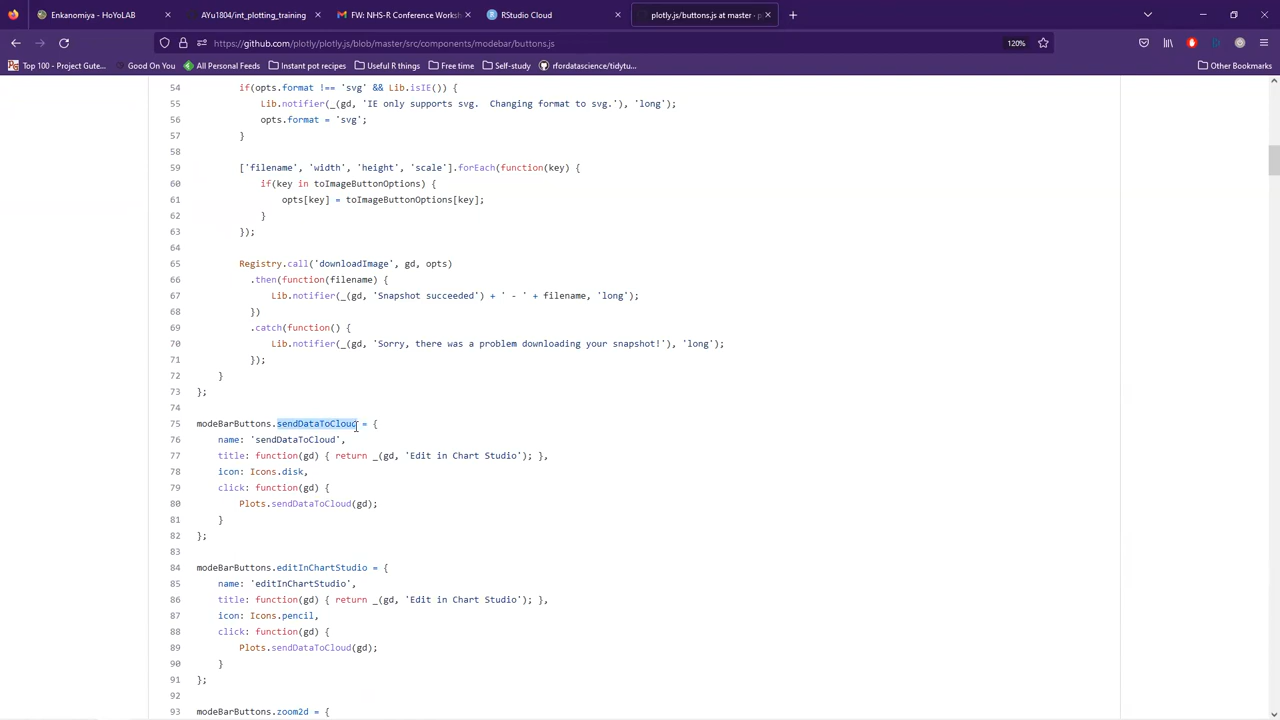 Enkanomiya - HoYoLAB
AYu1804/int_plotting_training
FW: NHS-R Conference Worksh
RStudio Cloud
plotly.js/buttons.js at master · p
https://github.com/plotly/plotly.js/blob/master/src/components/modebar/buttons.js
120%
Top 100 - Project Gute...
Good On You
All Personal Feeds
Instant pot recipes
Useful R things
Free time
Self-study
rfordatascience/tidytu...
Other Bookmarks
54 if(opts.format !== 'svg' && Lib.isIE()) {
55 Lib.notifier(_(gd, 'IE only supports svg.  Changing format to svg.'), 'long');
56 opts.format = 'svg';
57 }
58
59 ['filename', 'width', 'height', 'scale'].forEach(function(key) {
60 if(key in toImageButtonOptions) {
61 opts[key] = toImageButtonOptions[key];
62 }
63 });
64
65 Registry.call('downloadImage', gd, opts)
66 .then(function(filename) {
67 Lib.notifier(_(gd, 'Snapshot succeeded') + ' - ' + filename, 'long');
68 })
69 .catch(function() {
70 Lib.notifier(_(gd, 'Sorry, there was a problem downloading your snapshot!'), 'long');
71 });
72 }
73 };
74
75 modeBarButtons.sendDataToCloud = {
76 name: 'sendDataToCloud',
77 title: function(gd) { return _(gd, 'Edit in Chart Studio'); },
78 icon: Icons.disk,
79 click: function(gd) {
80 Plots.sendDataToCloud(gd);
81 }
82 };
83
84 modeBarButtons.editInChartStudio = {
85 name: 'editInChartStudio',
86 title: function(gd) { return _(gd, 'Edit in Chart Studio'); },
87 icon: Icons.pencil,
88 click: function(gd) {
89 Plots.sendDataToCloud(gd);
90 }
91 };
92
93 modeBarButtons.zoom2d = {